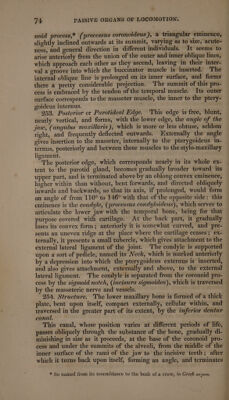 74 PASSIVE ORGANS OF LOCOMOTION.
noid process,* (processus coronoideus), a triangular eminence,
slightly inclined outwards at its summit, varying as to size, acute-
ness, and general direction in different individuals. It seems to
arise anteriorly from the union of the outer and inner oblique lines,
which approach each other as they ascend, leaving in their inter-
val a groove into which the buccinator muscle is inserted. The
internal oblique line is prolonged on its inner surface, and forms
there a pretty considerable projection. The summit of this pro-
cess is embraced by the tendon of the temporal muscle. Its outer
surface corresponds to the masseter muscle, the inner to the ptery-
goideus internus.
253. Posterior or Parotideal Edge. This edge is free, blunt,
nearly vertical, and forms, with the lower edge, the angle of the
jaw, (angulus maxillaris), which is more or less obtuse, seldom
right, and frequently deflected outwards. Externally the angle
gives insertion to the masseter, internally to the pterygoideus in-
ternus, posteriorly and between these muscles to the stylo-maxillary
ligament.
The posterior edge, which corresponds nearly in its whole ex-
tent to the parotid gland, becomes gradually broader toward its
upper part, and is terminated above by an oblong convex eminence,
higher within than without, bent forwards, and directed obliquely
inwards and backwards, so that its axis, if prolonged, would form
an angle of from 110° to 146° with that of the opposite side: this
eminence is the condyle, (processus condyloideus), which serves to
articulate the lower jaw with the temporal bone, being for that
purpose covered with cartilage. At the back part, it gradually
loses its convex form; anteriorly it is somewhat curved, and pre-
sents an uneven ridge at the place where the cartilage ceases; ex-
ternally, it presents a small tubercle, which gives attachment to the
external lateral ligament of the joint. The condyle is supported
upon a sort of pedicle, named its Neck, which is marked anteriorly
by a depression into which the pterygoideus externus is inserted,
and also gives attachment, externally and above, to the external
lateral ligament. The condyle is separated from the coronoid pro-
cess by the sigmoid notch, (incisura sigmoidea), which is traversed
by the masseteric nerve and vessels.
254. Structure. The lower maxillary bone is formed of a thick
plate, bent upon itself, compact externally, cellular within, and
traversed in the greater part of its extent, by the inferior dentar
canal.
This canal, whose position varies at different periods of life,
passes obliquely through the substance of the bone, gradually di-
minishing in size as it proceeds, at the base of the coronoid pro-
cess and under the summits of the alveoli, from the middle of the
inner surface of the rami of the jaw to the incisive teeth; after
which it turns back upon itself, forming an angle, and terminates
* So named from its resemblance to the beak of a crow, in Greek